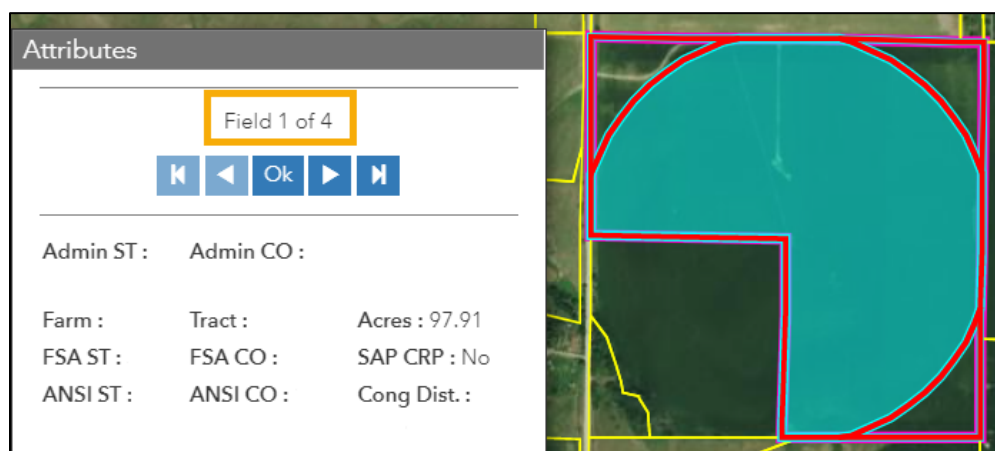 Attributes
Field 1 of 4
Ok
Admin ST : Admin CO :
Farm : Tract : Acres : 97.91
FSA ST : FSA CO : SAP CRP : No
ANSI ST : ANSI CO : Cong Dist. :